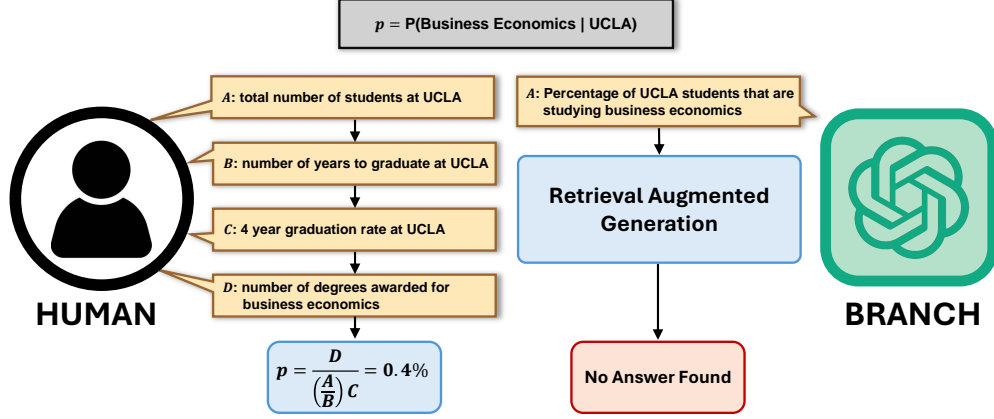 p = P(Business Economics | UCLA)
A: total number of students at UCLA
B: number of years to graduate at UCLA
C: 4 year graduation rate at UCLA
D: number of degrees awarded for
business economics
HUMAN
p = D / ((A/B) C) = 0.4%
A: Percentage of UCLA students that are
studying business economics
Retrieval Augmented
Generation
No Answer Found
BRANCH